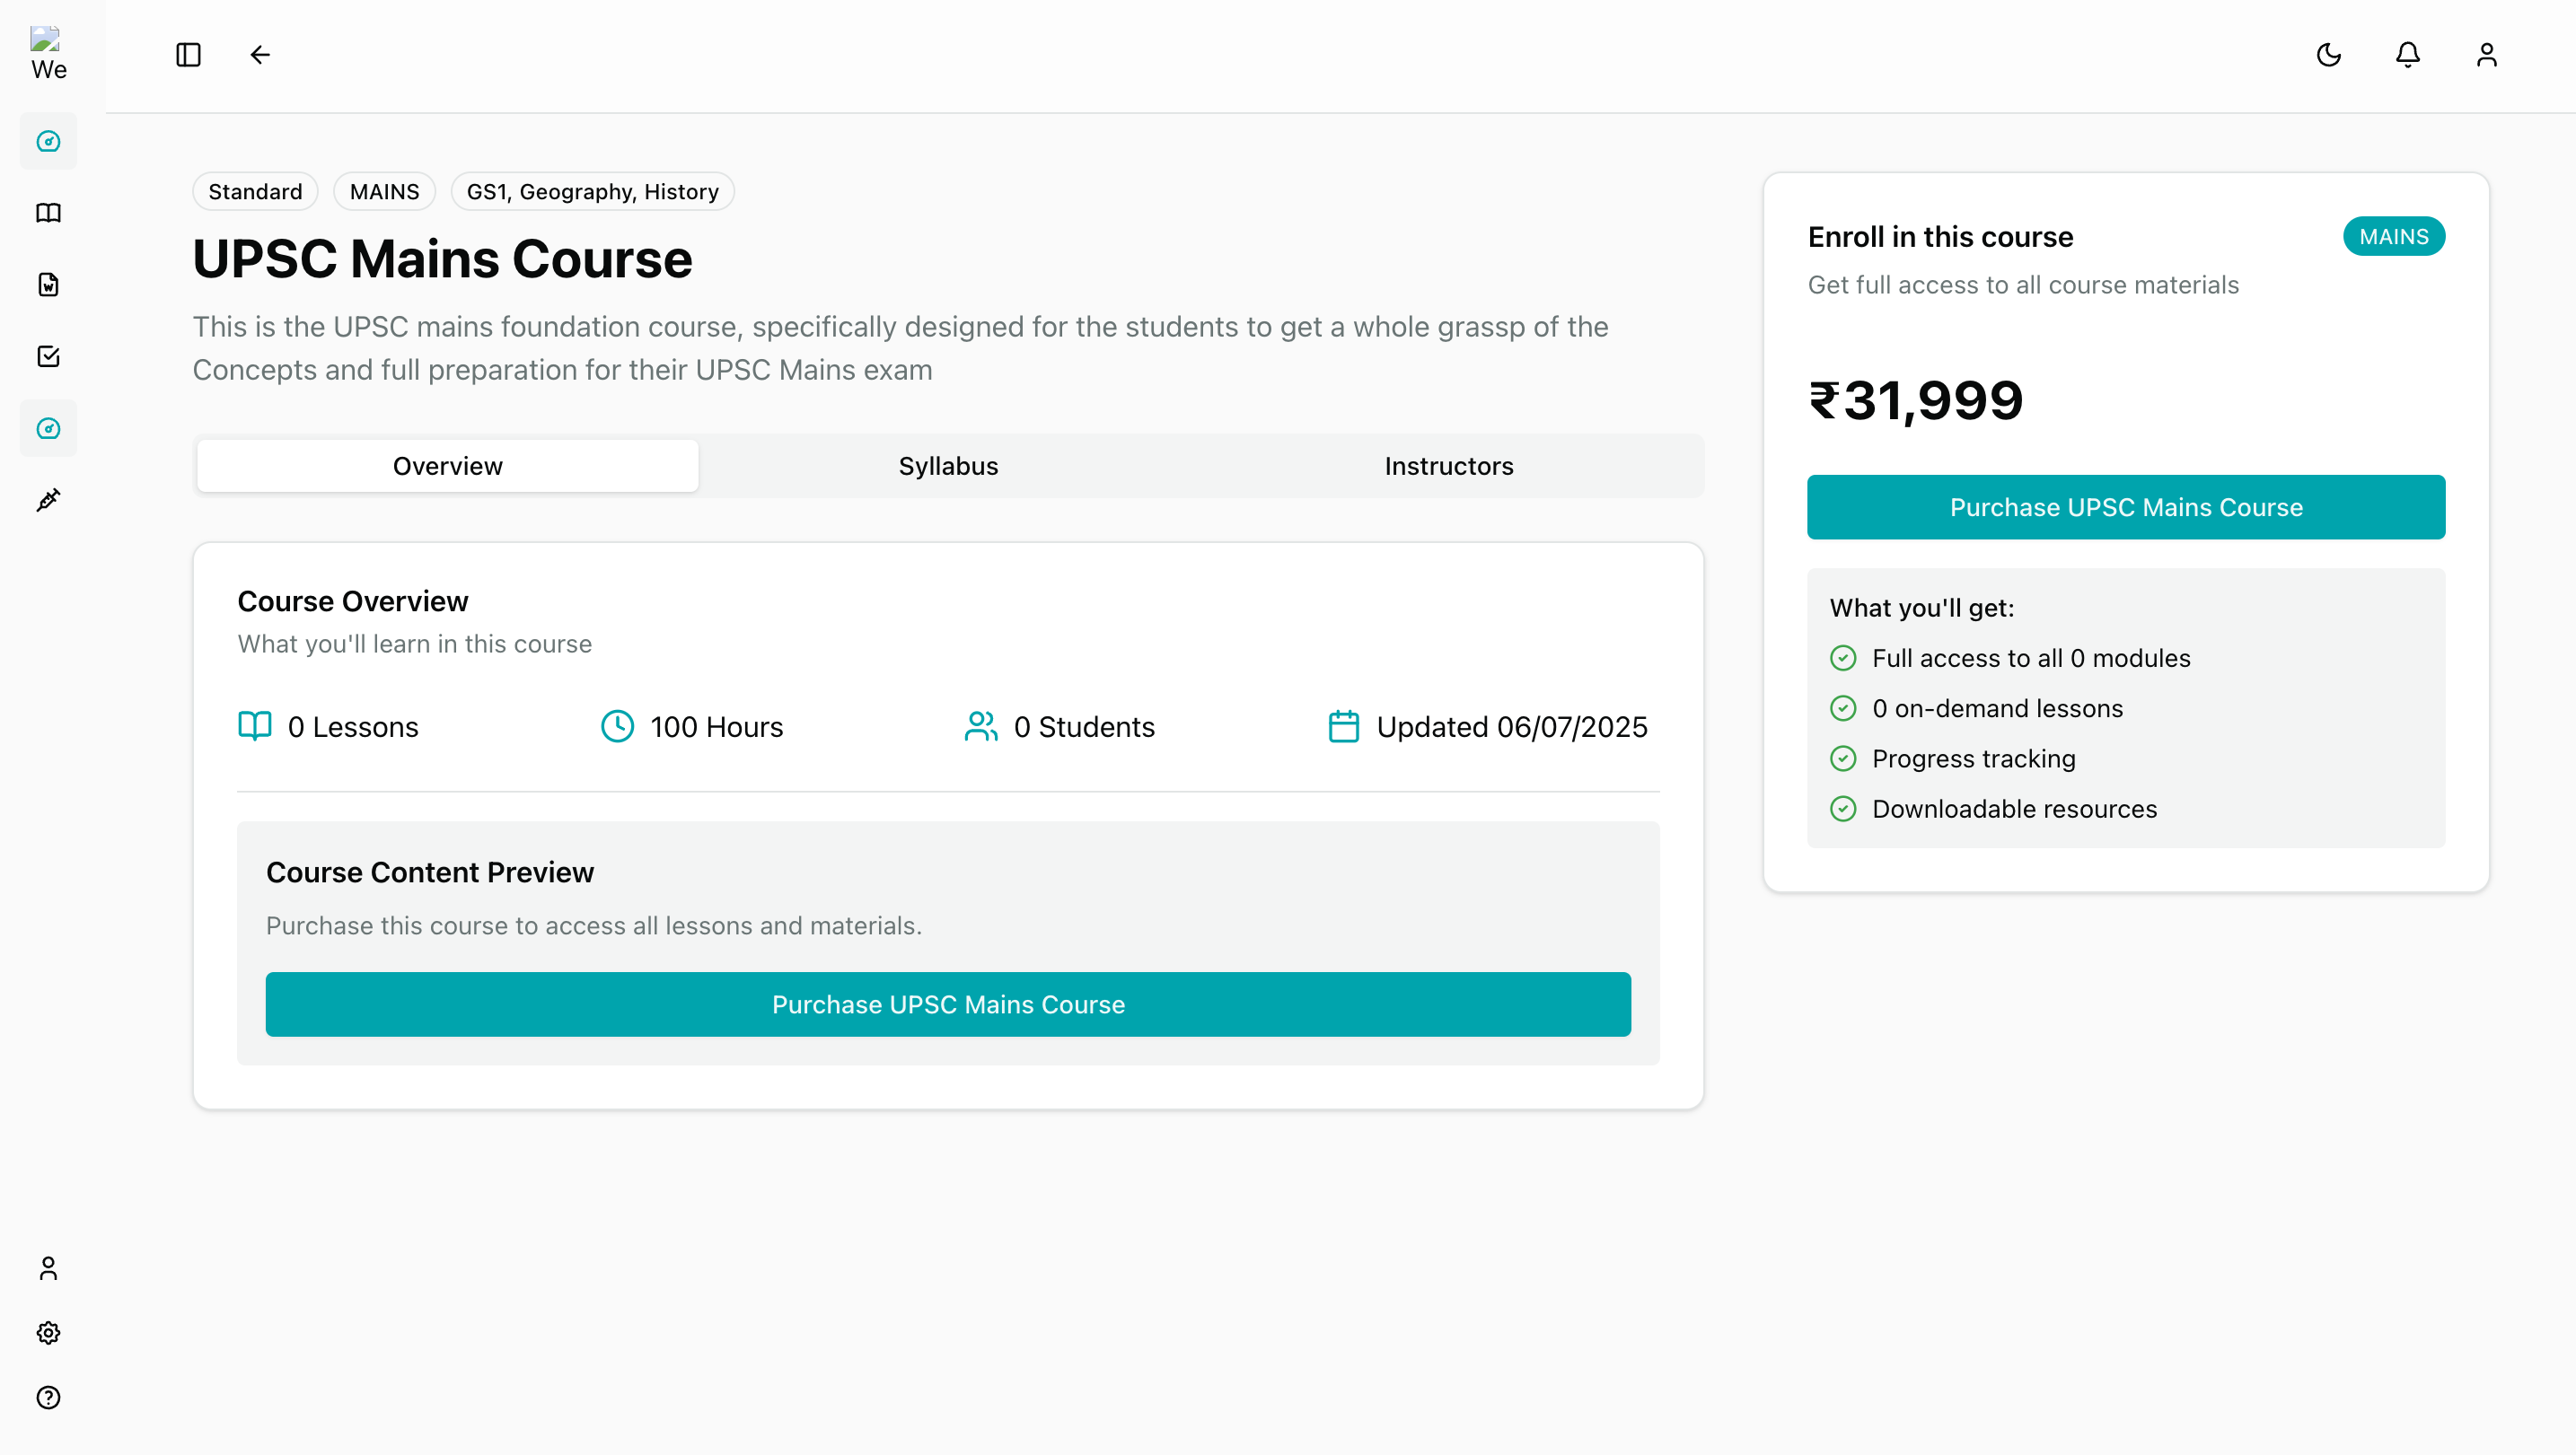 We
Standard
MAINS
GS1, Geography, History
UPSC Mains Course
This is the UPSC mains foundation course, specifically designed for the students to get a whole grassp of the
Concepts and full preparation for their UPSC Mains exam
Overview
Syllabus
Instructors
Course Overview
What you'll learn in this course
0 Lessons
100 Hours
0 Students
Updated 06/07/2025
Course Content Preview
Purchase this course to access all lessons and materials.
Purchase UPSC Mains Course
Enroll in this course
MAINS
Get full access to all course materials
₹31,999
Purchase UPSC Mains Course
What you'll get:
Full access to all 0 modules
0 on-demand lessons
Progress tracking
Downloadable resources